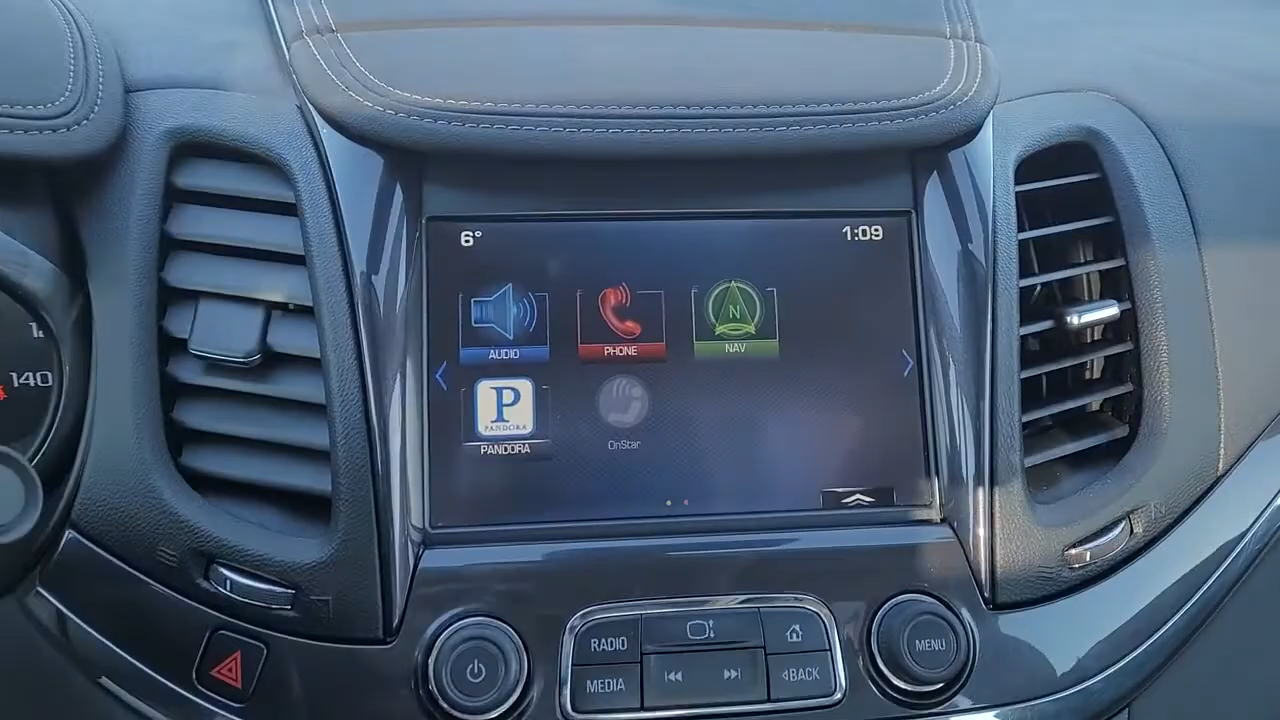 6°
1:09
AUDIO
PHONE
N
NAV
P
PANDORA
PANDORA
OnStar
140
RADIO
MEDIA
BACK
MENU